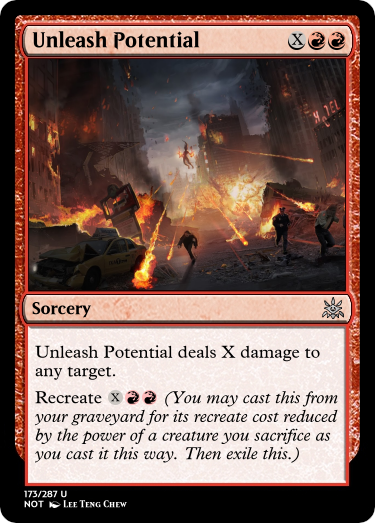 Unleash Potential X
Sorcery
Unleash Potential deals X damage to
any target.
Recreate X (You may cast this from
your graveyard for its recreate cost reduced
by the power of a creature you sacrifice as
you cast it this way. Then exile this.)
173/287 U
NOT Lee Teng Chew